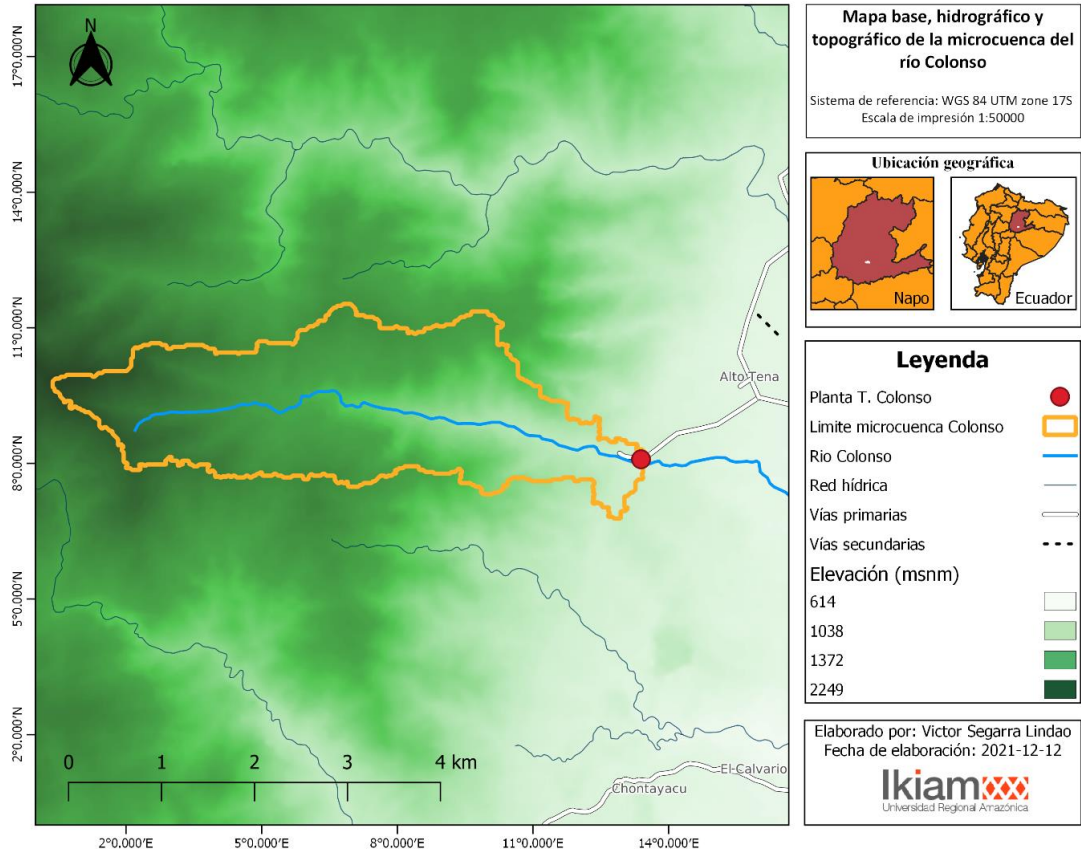 Mapa base, hidrográfico y
topográfico de la microcuenca del
río Colonso
Sistema de referencia: WGS 84 UTM zone 17S
Escala de impresión 1:50000
Ubicación geográfica
Napo
Ecuador
Leyenda
Planta T. Colonso
Limite microcuenca Colonso
Rio Colonso
Red hídrica
Vías primarias
Vías secundarias
Elevación (msnm)
614
1038
1372
2249
Elaborado por: Victor Segarra Lindao
Fecha de elaboración: 2021-12-12
Ikiam
Universidad Regional Amazónica
N
17°0.000'N
14°0.000'N
11°0.000'N
8°0.000'N
5°0.000'N
2°0.000'N
Alto Tena
El Calvario
Chontayacu
0 1 2 3 4 km
2°0.000'E 5°0.000'E 8°0.000'E 11°0.000'E 14°0.000'E